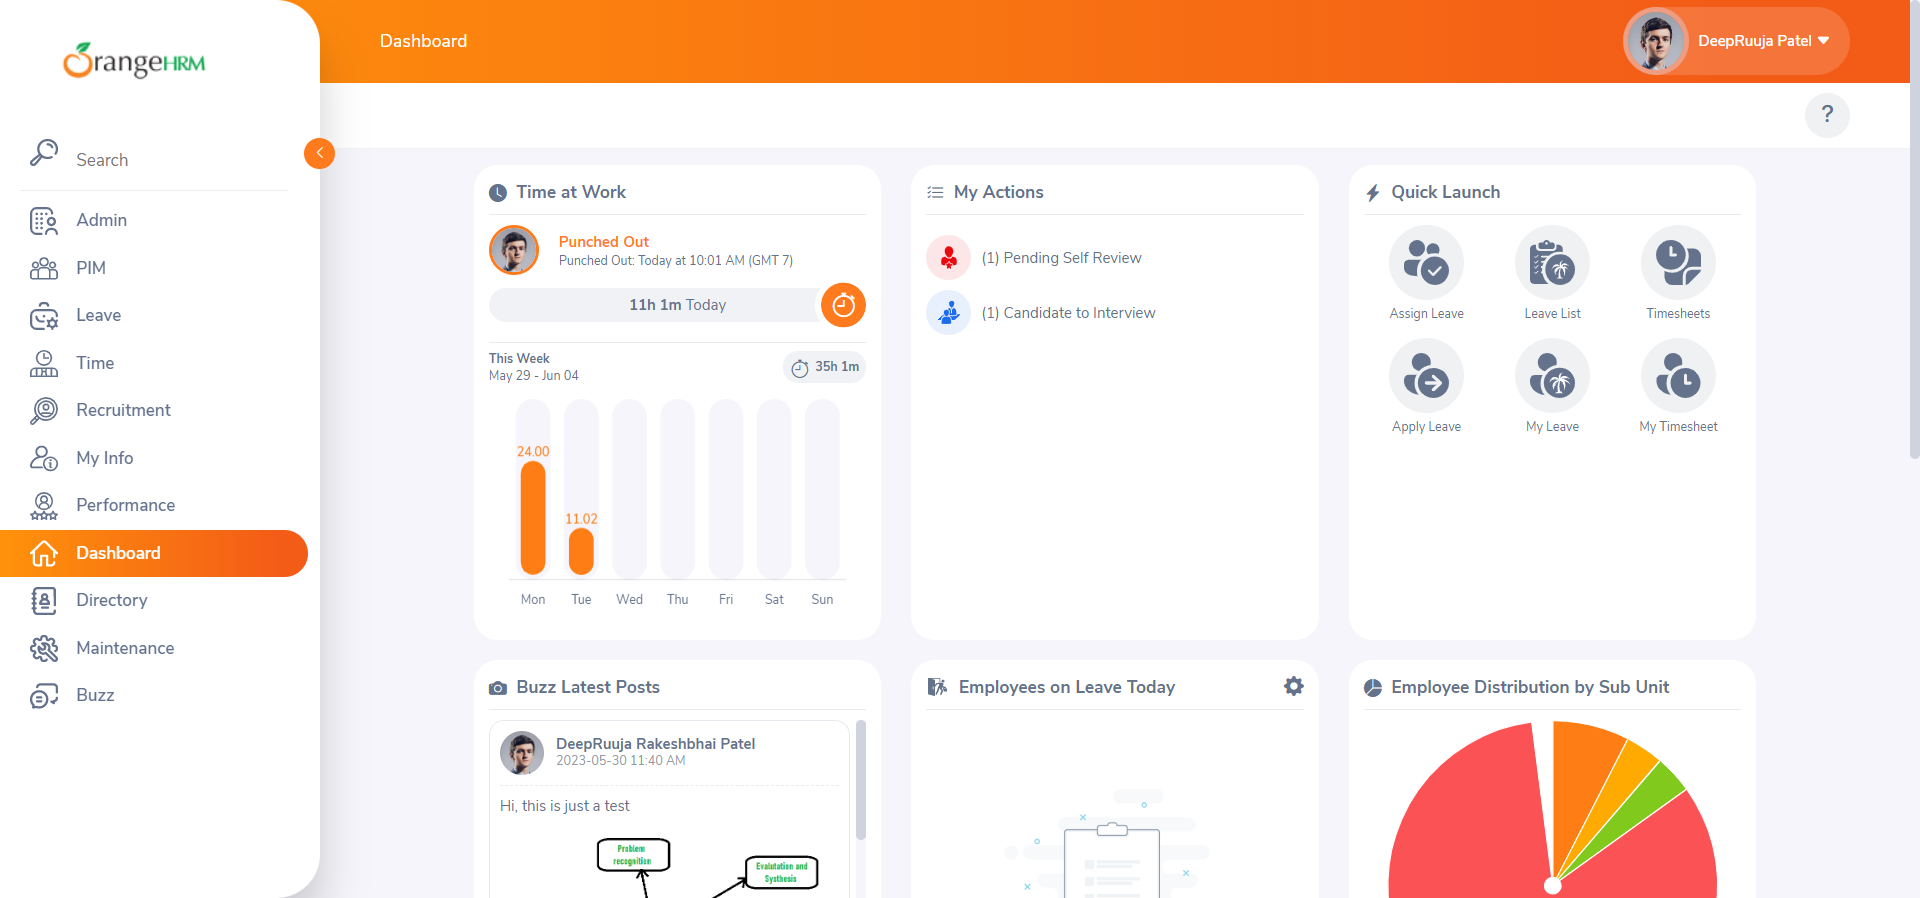 OrangeHRM
Dashboard
DeepRuuja Patel
?
Search
Admin
PIM
Leave
Time
Recruitment
My Info
Performance
Dashboard
Directory
Maintenance
Buzz
Time at Work
Punched Out
Punched Out: Today at 10:01 AM (GMT 7)
11h 1m Today
This Week
May 29 - Jun 04
35h 1m
24.00
11.02
Mon Tue Wed Thu Fri Sat Sun
My Actions
(1) Pending Self Review
(1) Candidate to Interview
Quick Launch
Assign Leave Leave List Timesheets
Apply Leave My Leave My Timesheet
Buzz Latest Posts
DeepRuuja Rakeshbhai Patel
2023-05-30 11:40 AM
Hi, this is just a test
Problem
recognition
Evalutation and
Systhesis
Employees on Leave Today
Employee Distribution by Sub Unit